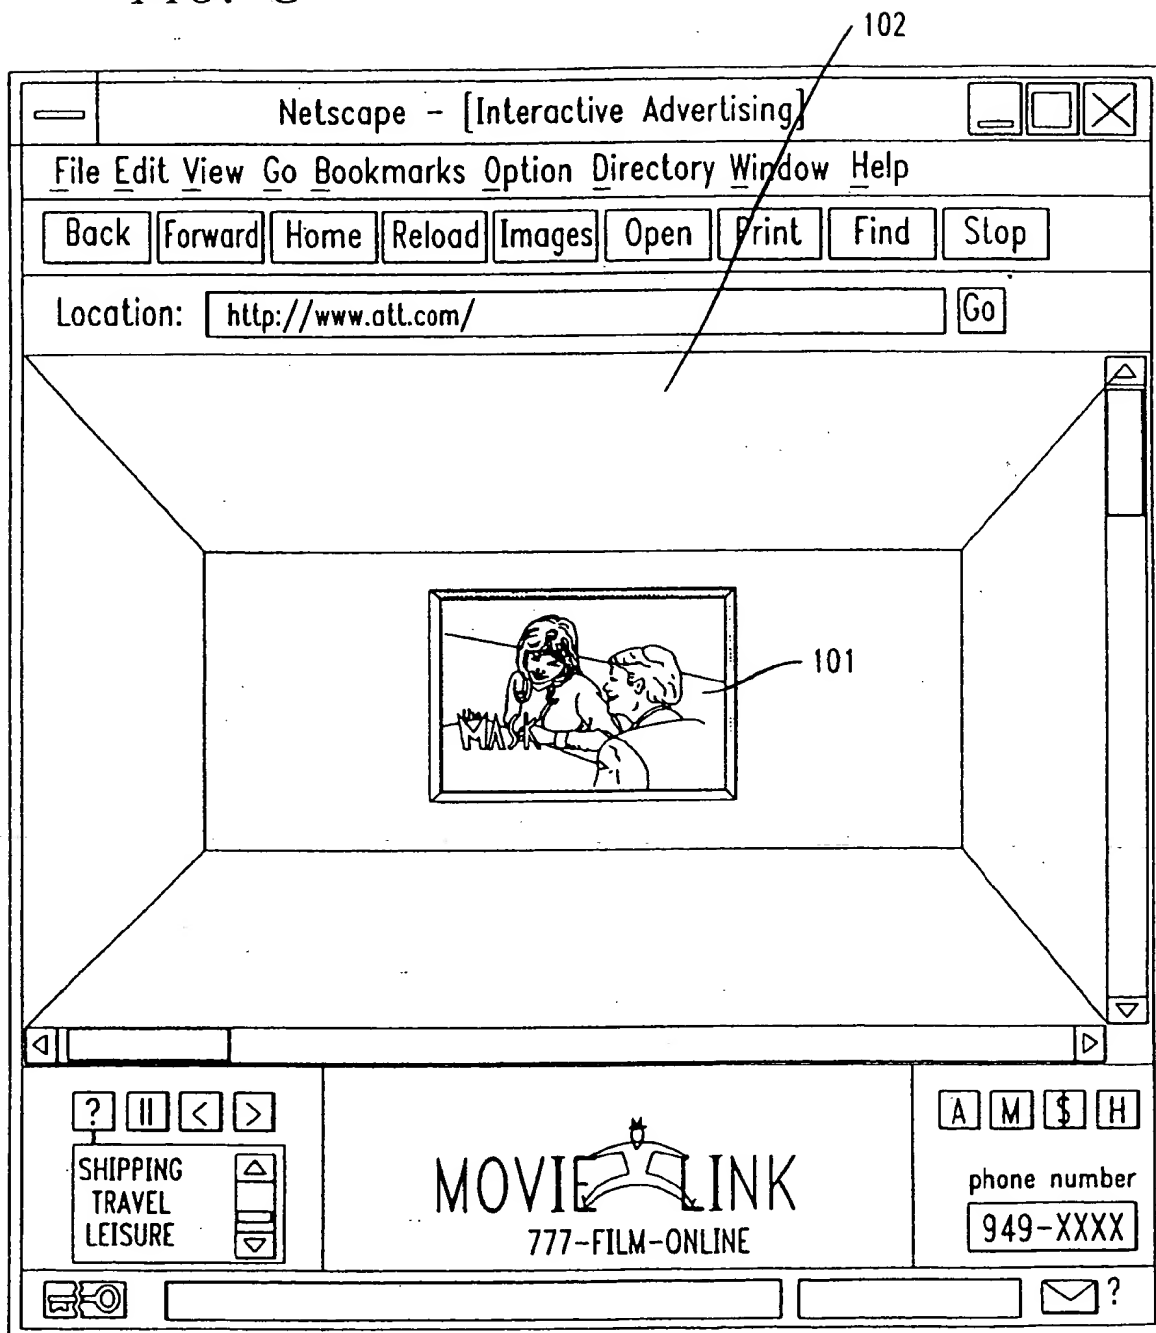 102
Netscape - [Interactive Advertising]
File Edit View Go Bookmarks Option Directory Window Help
Back Forward Home Reload Images Open Print Find Stop
Location: http://www.att.com/ Go
101
the MASK
? || < > A M $ H
SHIPPING
TRAVEL
LEISURE
MOVIE LINK
777-FILM-ONLINE
phone number
949-XXXX
?